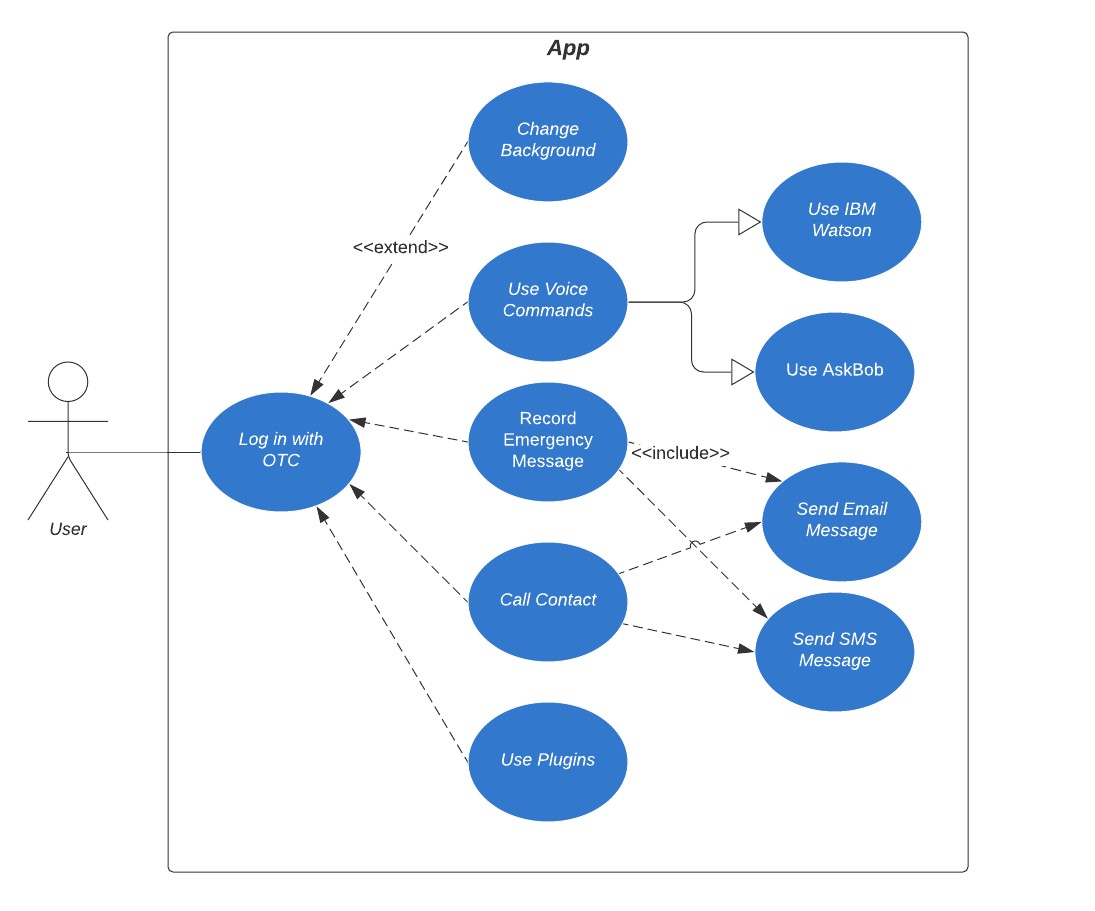 App
Change
Background
<<extend>>
Use Voice
Commands
Use IBM
Watson
Use AskBob
User
Log in with
OTC
Record
Emergency
Message
<<include>>
Send Email
Message
Call Contact
Send SMS
Message
Use Plugins